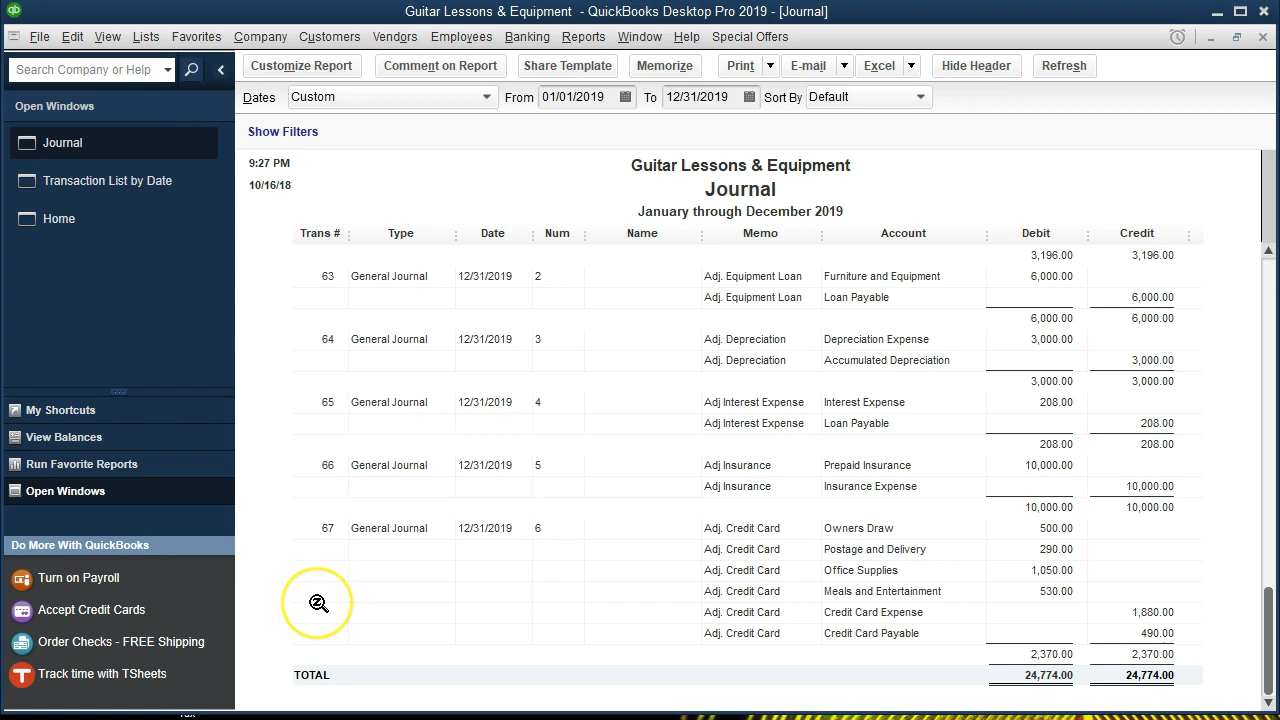 Guitar Lessons & Equipment - QuickBooks Desktop Pro 2019 - [Journal]
File Edit View Lists Favorites Company Customers Vendors Employees Banking Reports Window Help Special Offers
Search Company or Help
Customize Report Comment on Report Share Template Memorize Print E-mail Excel Hide Header Refresh
Open Windows
Dates Custom From 01/01/2019 To 12/31/2019 Sort By Default
Journal
Transaction List by Date
Home
My Shortcuts
View Balances
Run Favorite Reports
Open Windows
Do More With QuickBooks
Turn on Payroll
Accept Credit Cards
Order Checks - FREE Shipping
Track time with TSheets
Show Filters
9:27 PM
10/16/18
Guitar Lessons & Equipment
Journal
January through December 2019
Trans # Type Date Num Name Memo Account Debit Credit
3,196.00 3,196.00
63 General Journal 12/31/2019 2 Adj. Equipment Loan Furniture and Equipment 6,000.00
Adj. Equipment Loan Loan Payable 6,000.00
6,000.00 6,000.00
64 General Journal 12/31/2019 3 Adj. Depreciation Depreciation Expense 3,000.00
Adj. Depreciation Accumulated Depreciation 3,000.00
3,000.00 3,000.00
65 General Journal 12/31/2019 4 Adj Interest Expense Interest Expense 208.00
Adj Interest Expense Loan Payable 208.00
208.00 208.00
66 General Journal 12/31/2019 5 Adj Insurance Prepaid Insurance 10,000.00
Adj Insurance Insurance Expense 10,000.00
10,000.00 10,000.00
67 General Journal 12/31/2019 6 Adj. Credit Card Owners Draw 500.00
Adj. Credit Card Postage and Delivery 290.00
Adj. Credit Card Office Supplies 1,050.00
Adj. Credit Card Meals and Entertainment 530.00
Adj. Credit Card Credit Card Expense 1,880.00
Adj. Credit Card Credit Card Payable 490.00
2,370.00 2,370.00
TOTAL 24,774.00 24,774.00